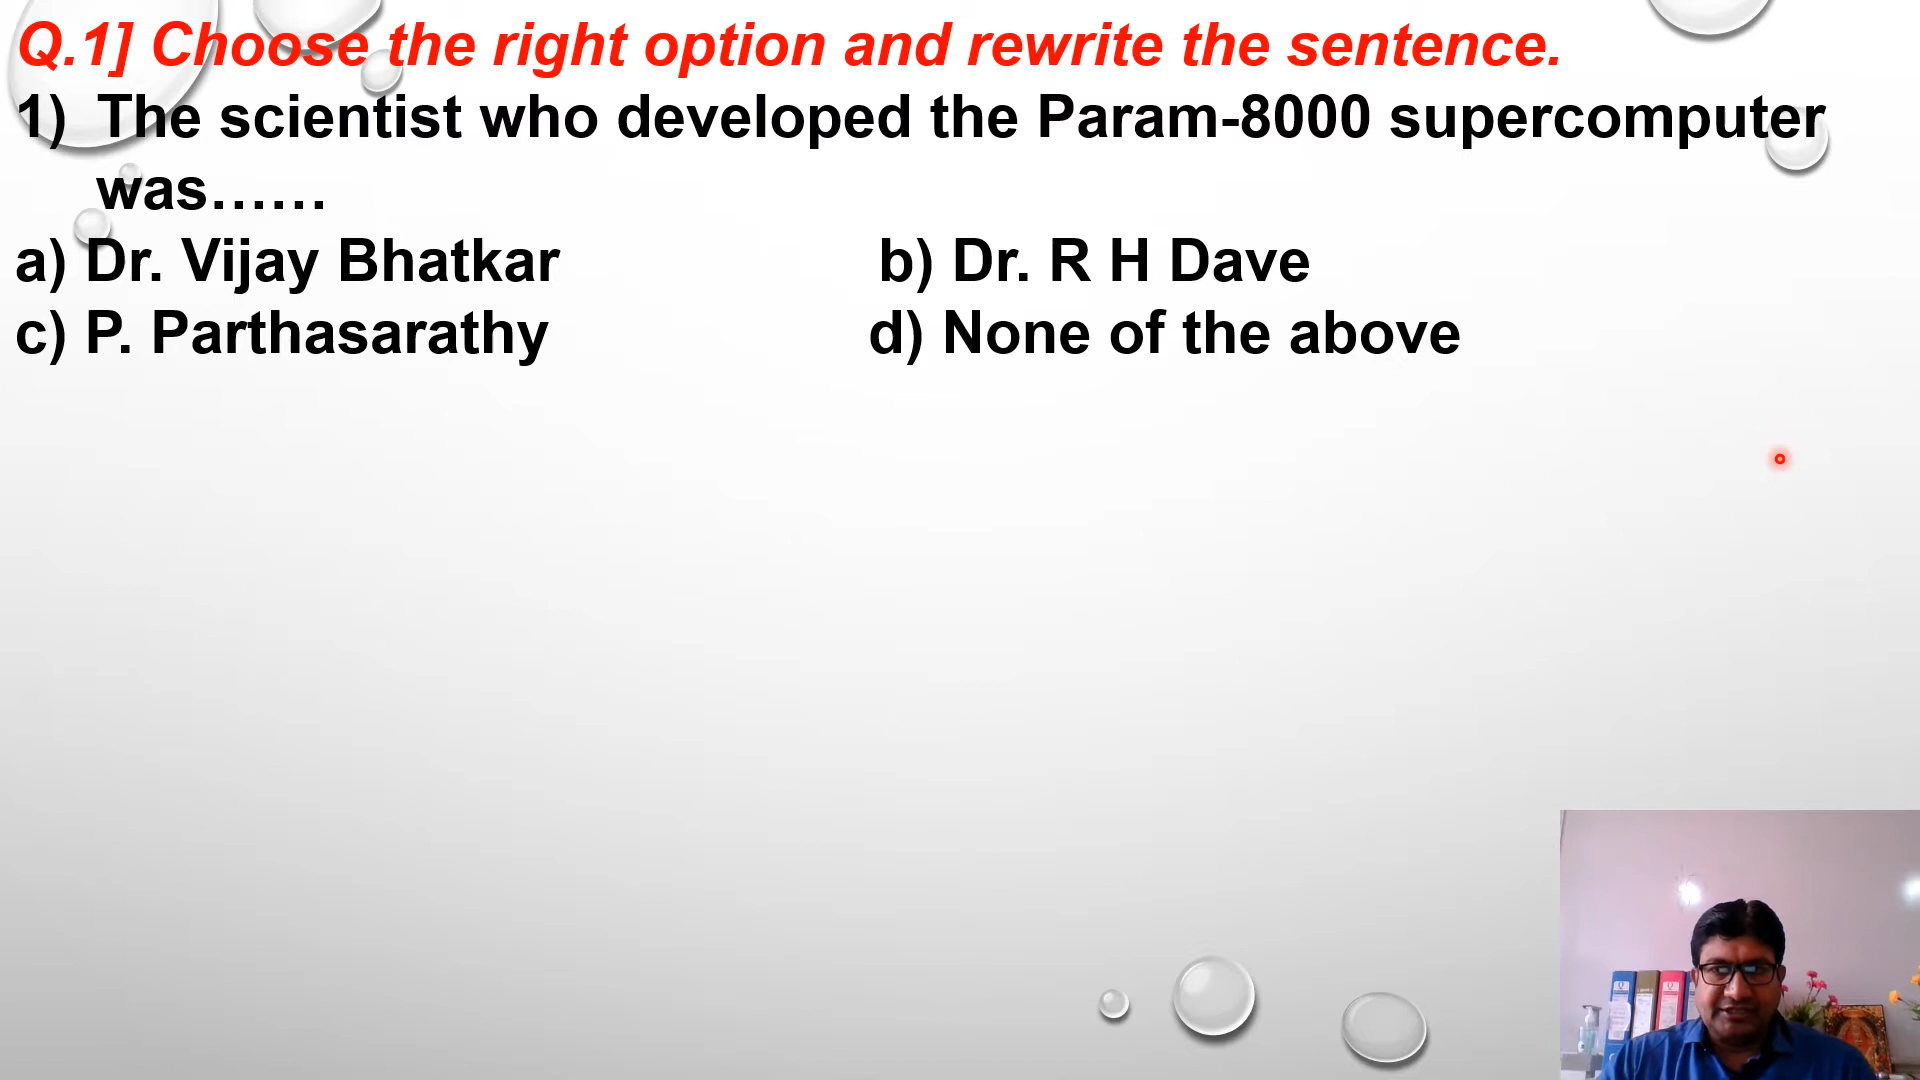 Q.1] Choose the right option and rewrite the sentence.
1) The scientist who developed the Param-8000 supercomputer
was……
a) Dr. Vijay Bhatkar b) Dr. R H Dave
c) P. Parthasarathy d) None of the above